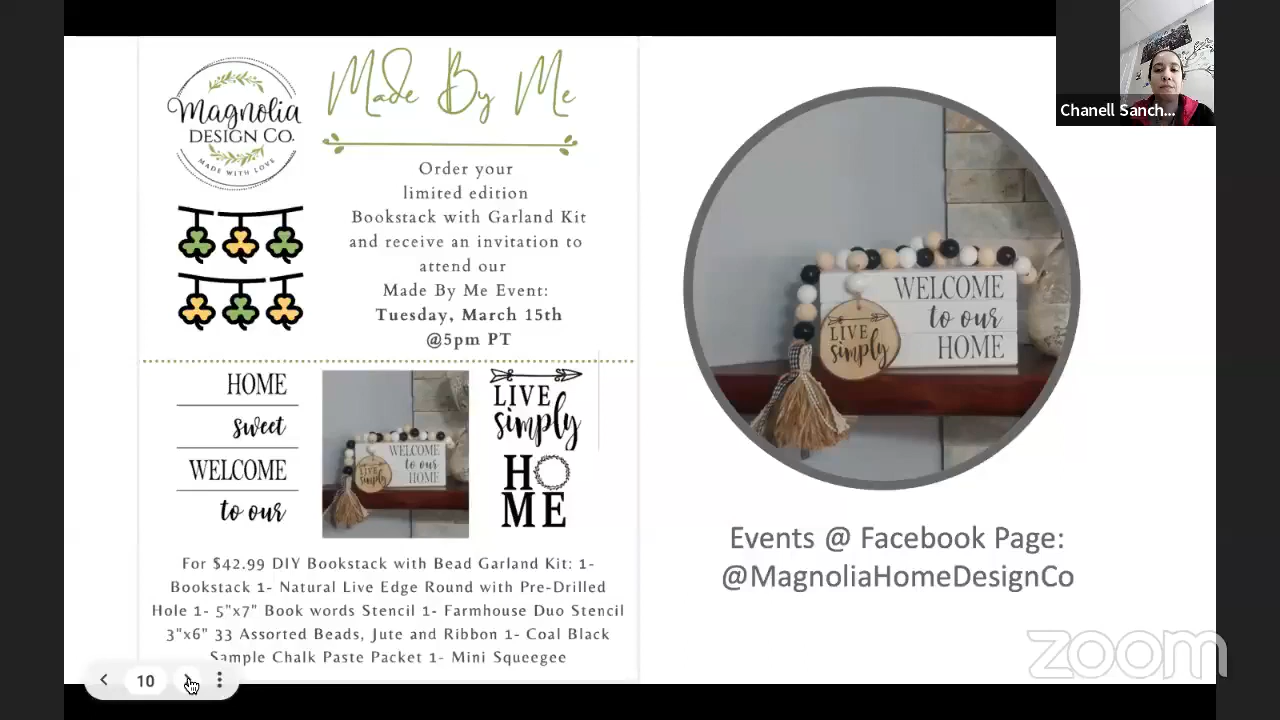 Magnolia
DESIGN CO.
MADE WITH LOVE
Made By Me
Order your
limited edition
Bookstack with Garland Kit
and receive an invitation to
attend our
Made By Me Event:
Tuesday, March 15th
@5pm PT
HOME
sweet
WELCOME
to our
WELCOME
to our
HOME
LIVE
simply
LIVE
simply
HOME
For $42.99 DIY Bookstack with Bead Garland Kit: 1-
Bookstack 1- Natural Live Edge Round with Pre-Drilled
Hole 1- 5"x7" Book words Stencil 1- Farmhouse Duo Stencil
3"x6" 33 Assorted Beads, Jute and Ribbon 1- Coal Black
Sample Chalk Paste Packet 1- Mini Squeegee
WELCOME
to our
HOME
LIVE
simply
Events @ Facebook Page:
@MagnoliaHomeDesignCo
Chanell Sanch...
10
zoom